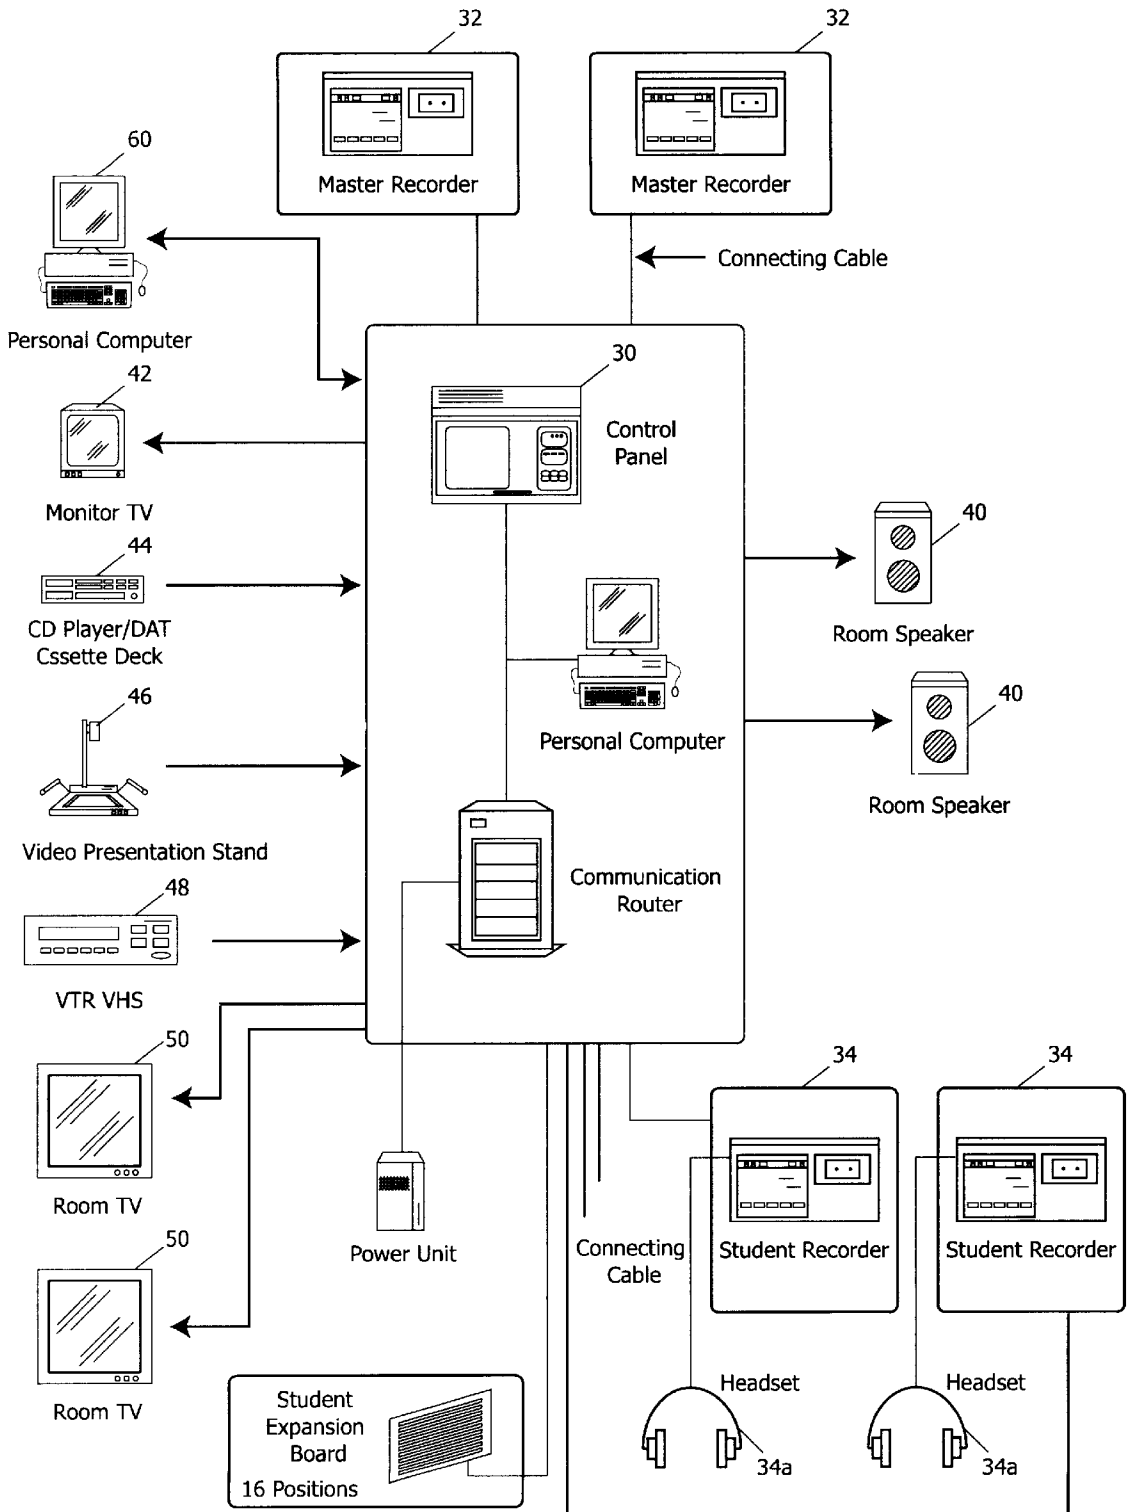 32
32
Master Recorder
Master Recorder
60
Connecting Cable
Personal Computer
30
42
Control
Panel
Monitor TV
40
44
CD Player/DAT
Cssette Deck
Room Speaker
46
40
Personal Computer
Room Speaker
Video Presentation Stand
48
Communication
Router
VTR VHS
50
34
34
Room TV
Power Unit
Connecting
Cable
Student Recorder
Student Recorder
50
Room TV
Student
Expansion
Board
16 Positions
Headset
Headset
34a
34a